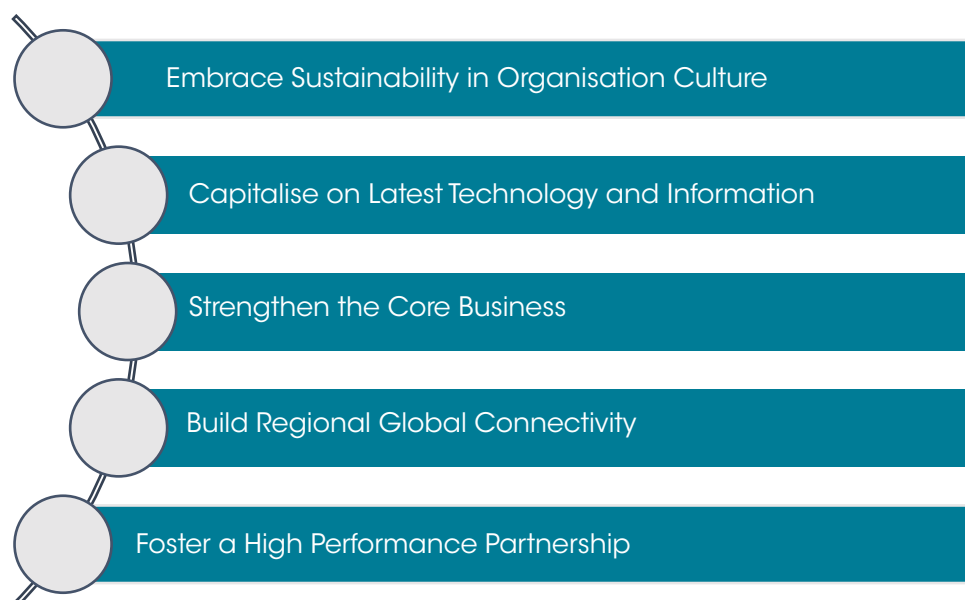 Embrace Sustainability in Organisation Culture
Capitalise on Latest Technology and Information
Strengthen the Core Business
Build Regional Global Connectivity
Foster a High Performance Partnership